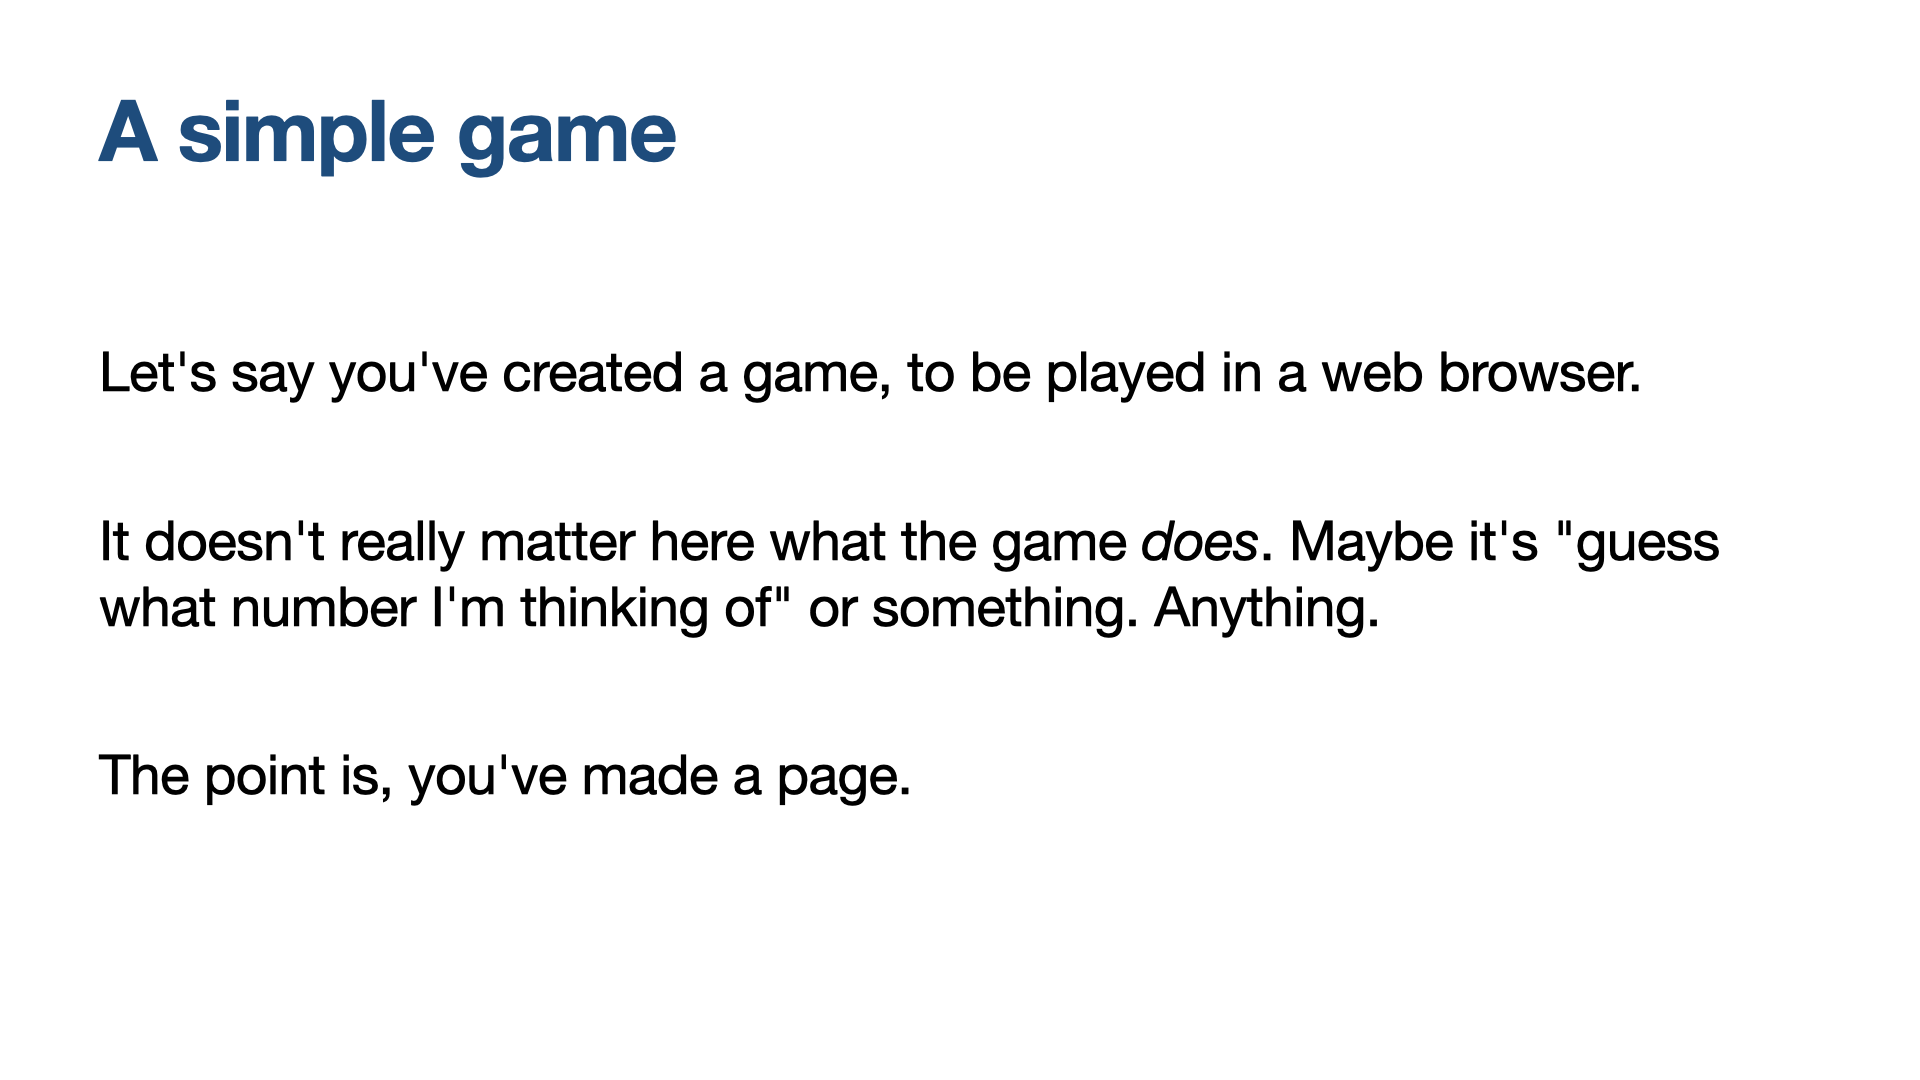 A simple game
Let's say you've created a game, to be played in a web browser.
It doesn't really matter here what the game does. Maybe it's "guess
what number I'm thinking of" or something. Anything.
The point is, you've made a page.